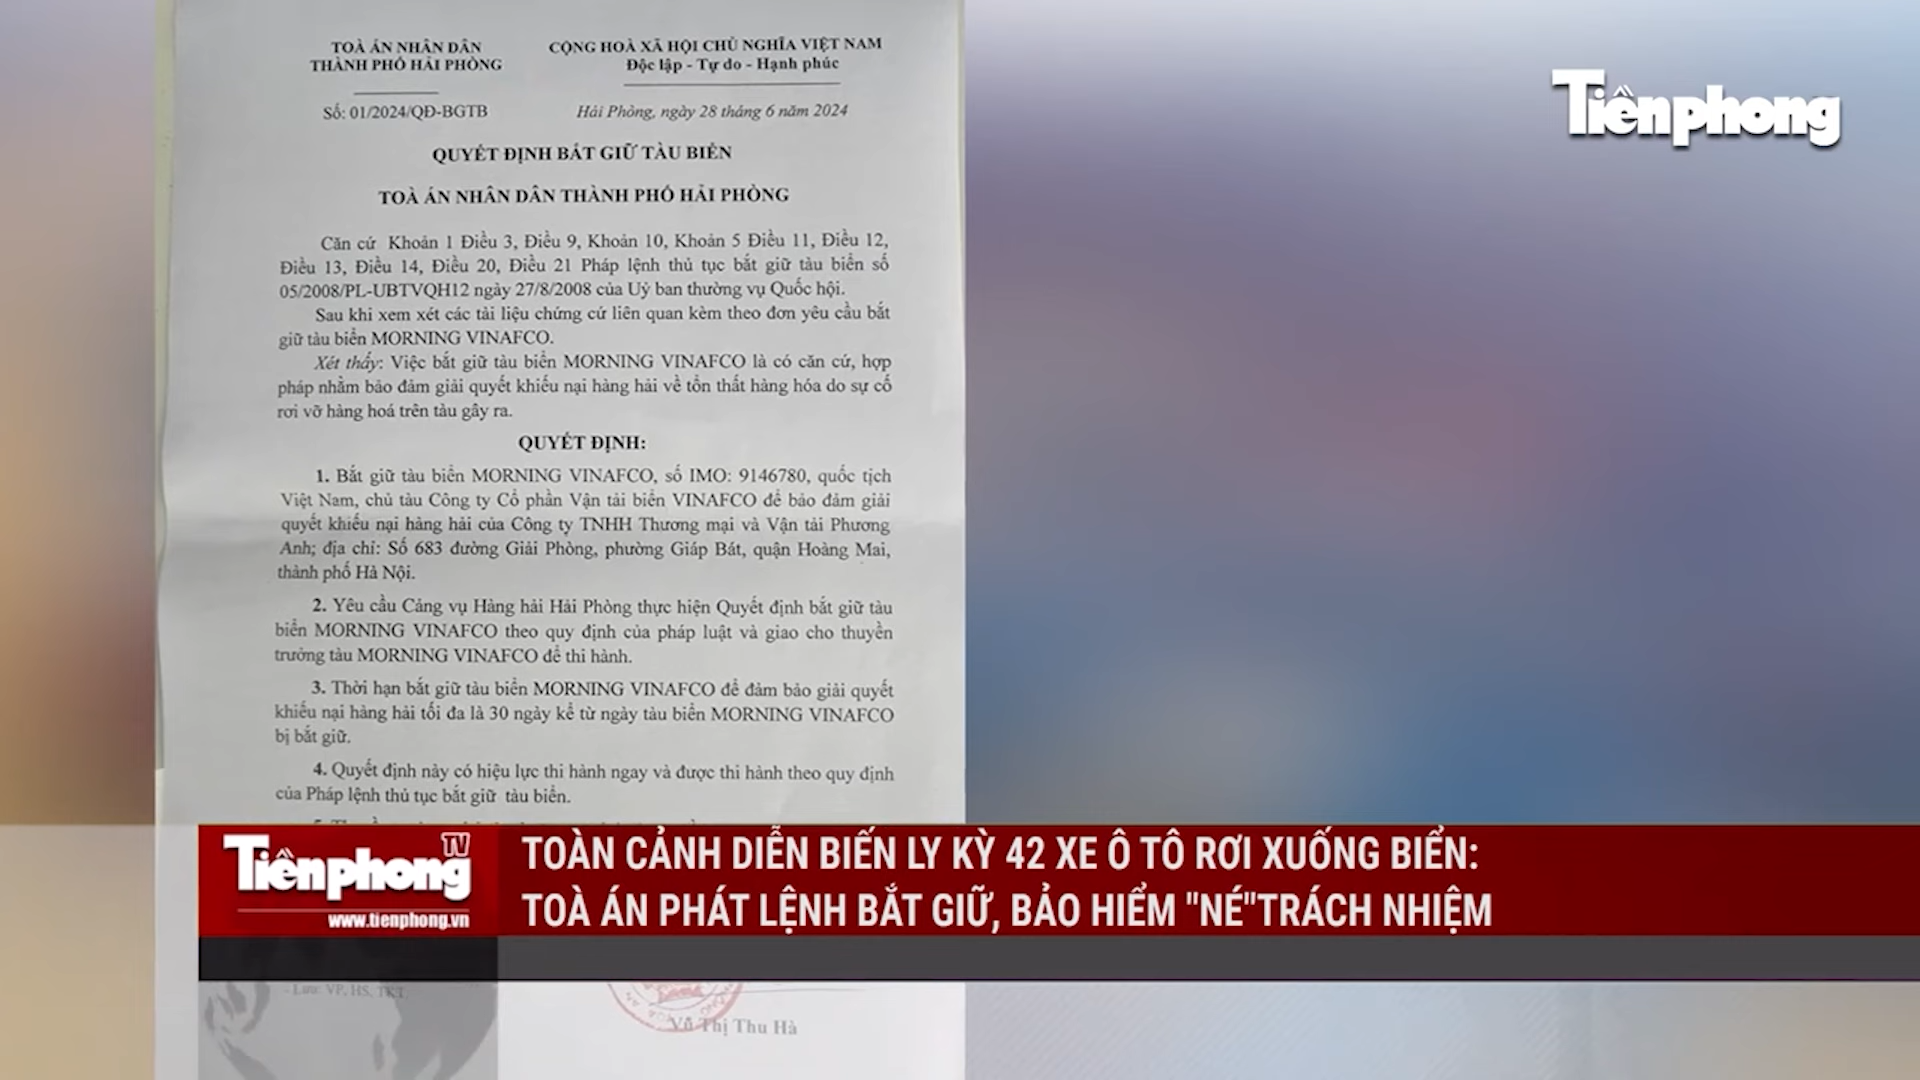 TOÀ ÁN NHÂN DÂN
THÀNH PHỐ HẢI PHÒNG
CỘNG HOÀ XÃ HỘI CHỦ NGHĨA VIỆT NAM
Độc lập - Tự do - Hạnh phúc
Số: 01/2024/QĐ-BGTB
Hải Phòng, ngày 28 tháng 6 năm 2024
Tiềnphong
QUYẾT ĐỊNH BẮT GIỮ TÀU BIỂN
TOÀ ÁN NHÂN DÂN THÀNH PHỐ HẢI PHÒNG
Căn cứ Khoản 1 Điều 3, Điều 9, Khoản 10, Khoản 5 Điều 11, Điều 12,
Điều 13, Điều 14, Điều 20, Điều 21 Pháp lệnh thủ tục bắt giữ tàu biển số
05/2008/PL-UBTVQH12 ngày 27/8/2008 của Uỷ ban thường vụ Quốc hội.
Sau khi xem xét các tài liệu chứng cứ liên quan kèm theo đơn yêu cầu bắt
giữ tàu biển MORNING VINAFCO.
Xét thấy: Việc bắt giữ tàu biển MORNING VINAFCO là có căn cứ, hợp
pháp nhằm bảo đảm giải quyết khiếu nại hàng hải về tổn thất hàng hóa do sự cố
rơi vỡ hàng hoá trên tàu gây ra.
QUYẾT ĐỊNH:
1. Bắt giữ tàu biển MORNING VINAFCO, số IMO: 9146780, quốc tịch
Việt Nam, chủ tàu Công ty Cổ phần Vận tải biển VINAFCO để bảo đảm giải
quyết khiếu nại hàng hải của Công ty TNHH Thương mại và Vận tải Phương
Anh; địa chỉ: Số 683 đường Giải Phòng, phường Giáp Bát, quận Hoàng Mai,
thành phố Hà Nội.
2. Yêu cầu Cảng vụ Hàng hải Hải Phòng thực hiện Quyết định bắt giữ tàu
biển MORNING VINAFCO theo quy định của pháp luật và giao cho thuyền
trưởng tàu MORNING VINAFCO để thi hành.
3. Thời hạn bắt giữ tàu biển MORNING VINAFCO để đảm bảo giải quyết
khiếu nại hàng hải tối đa là 30 ngày kể từ ngày tàu biển MORNING VINAFCO
bị bắt giữ.
4. Quyết định này có hiệu lực thi hành ngay và được thi hành theo quy định
của Pháp lệnh thủ tục bắt giữ tàu biển.
Tiềnphong TV
www.tienphong.vn
TOÀN CẢNH DIỄN BIẾN LY KỲ 42 XE Ô TÔ RƠI XUỐNG BIỂN:
TOÀ ÁN PHÁT LỆNH BẮT GIỮ, BẢO HIỂM "NÉ"TRÁCH NHIỆM
- Lưu: VP, HS, TKT
Vũ Thị Thu Hà